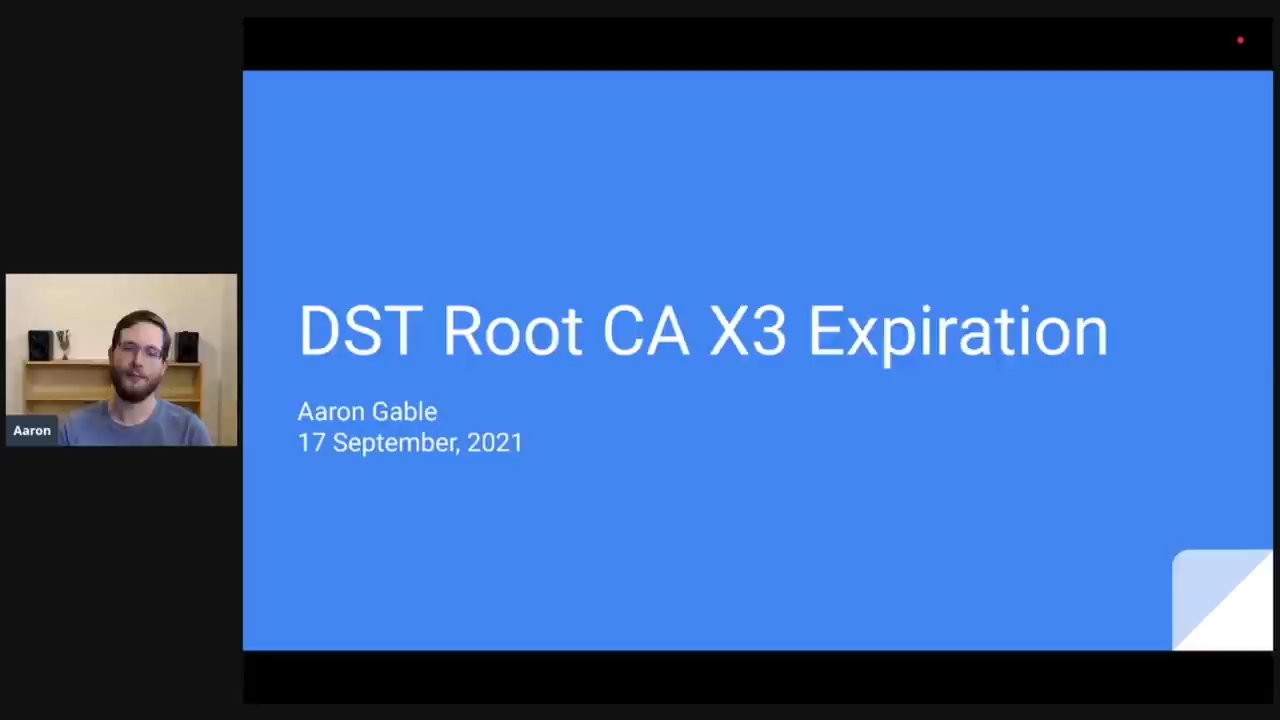 DST Root CA X3 Expiration
Aaron Gable
17 September, 2021
Aaron